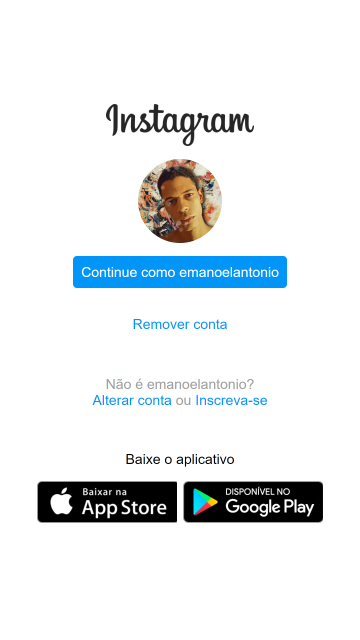 Instagram
Continue como emanoelantonio
Remover conta
Não é emanoelantonio?
Alterar conta ou Inscreva-se
Baixe o aplicativo
Baixar na
App Store
DISPONÍVEL NO
Google Play